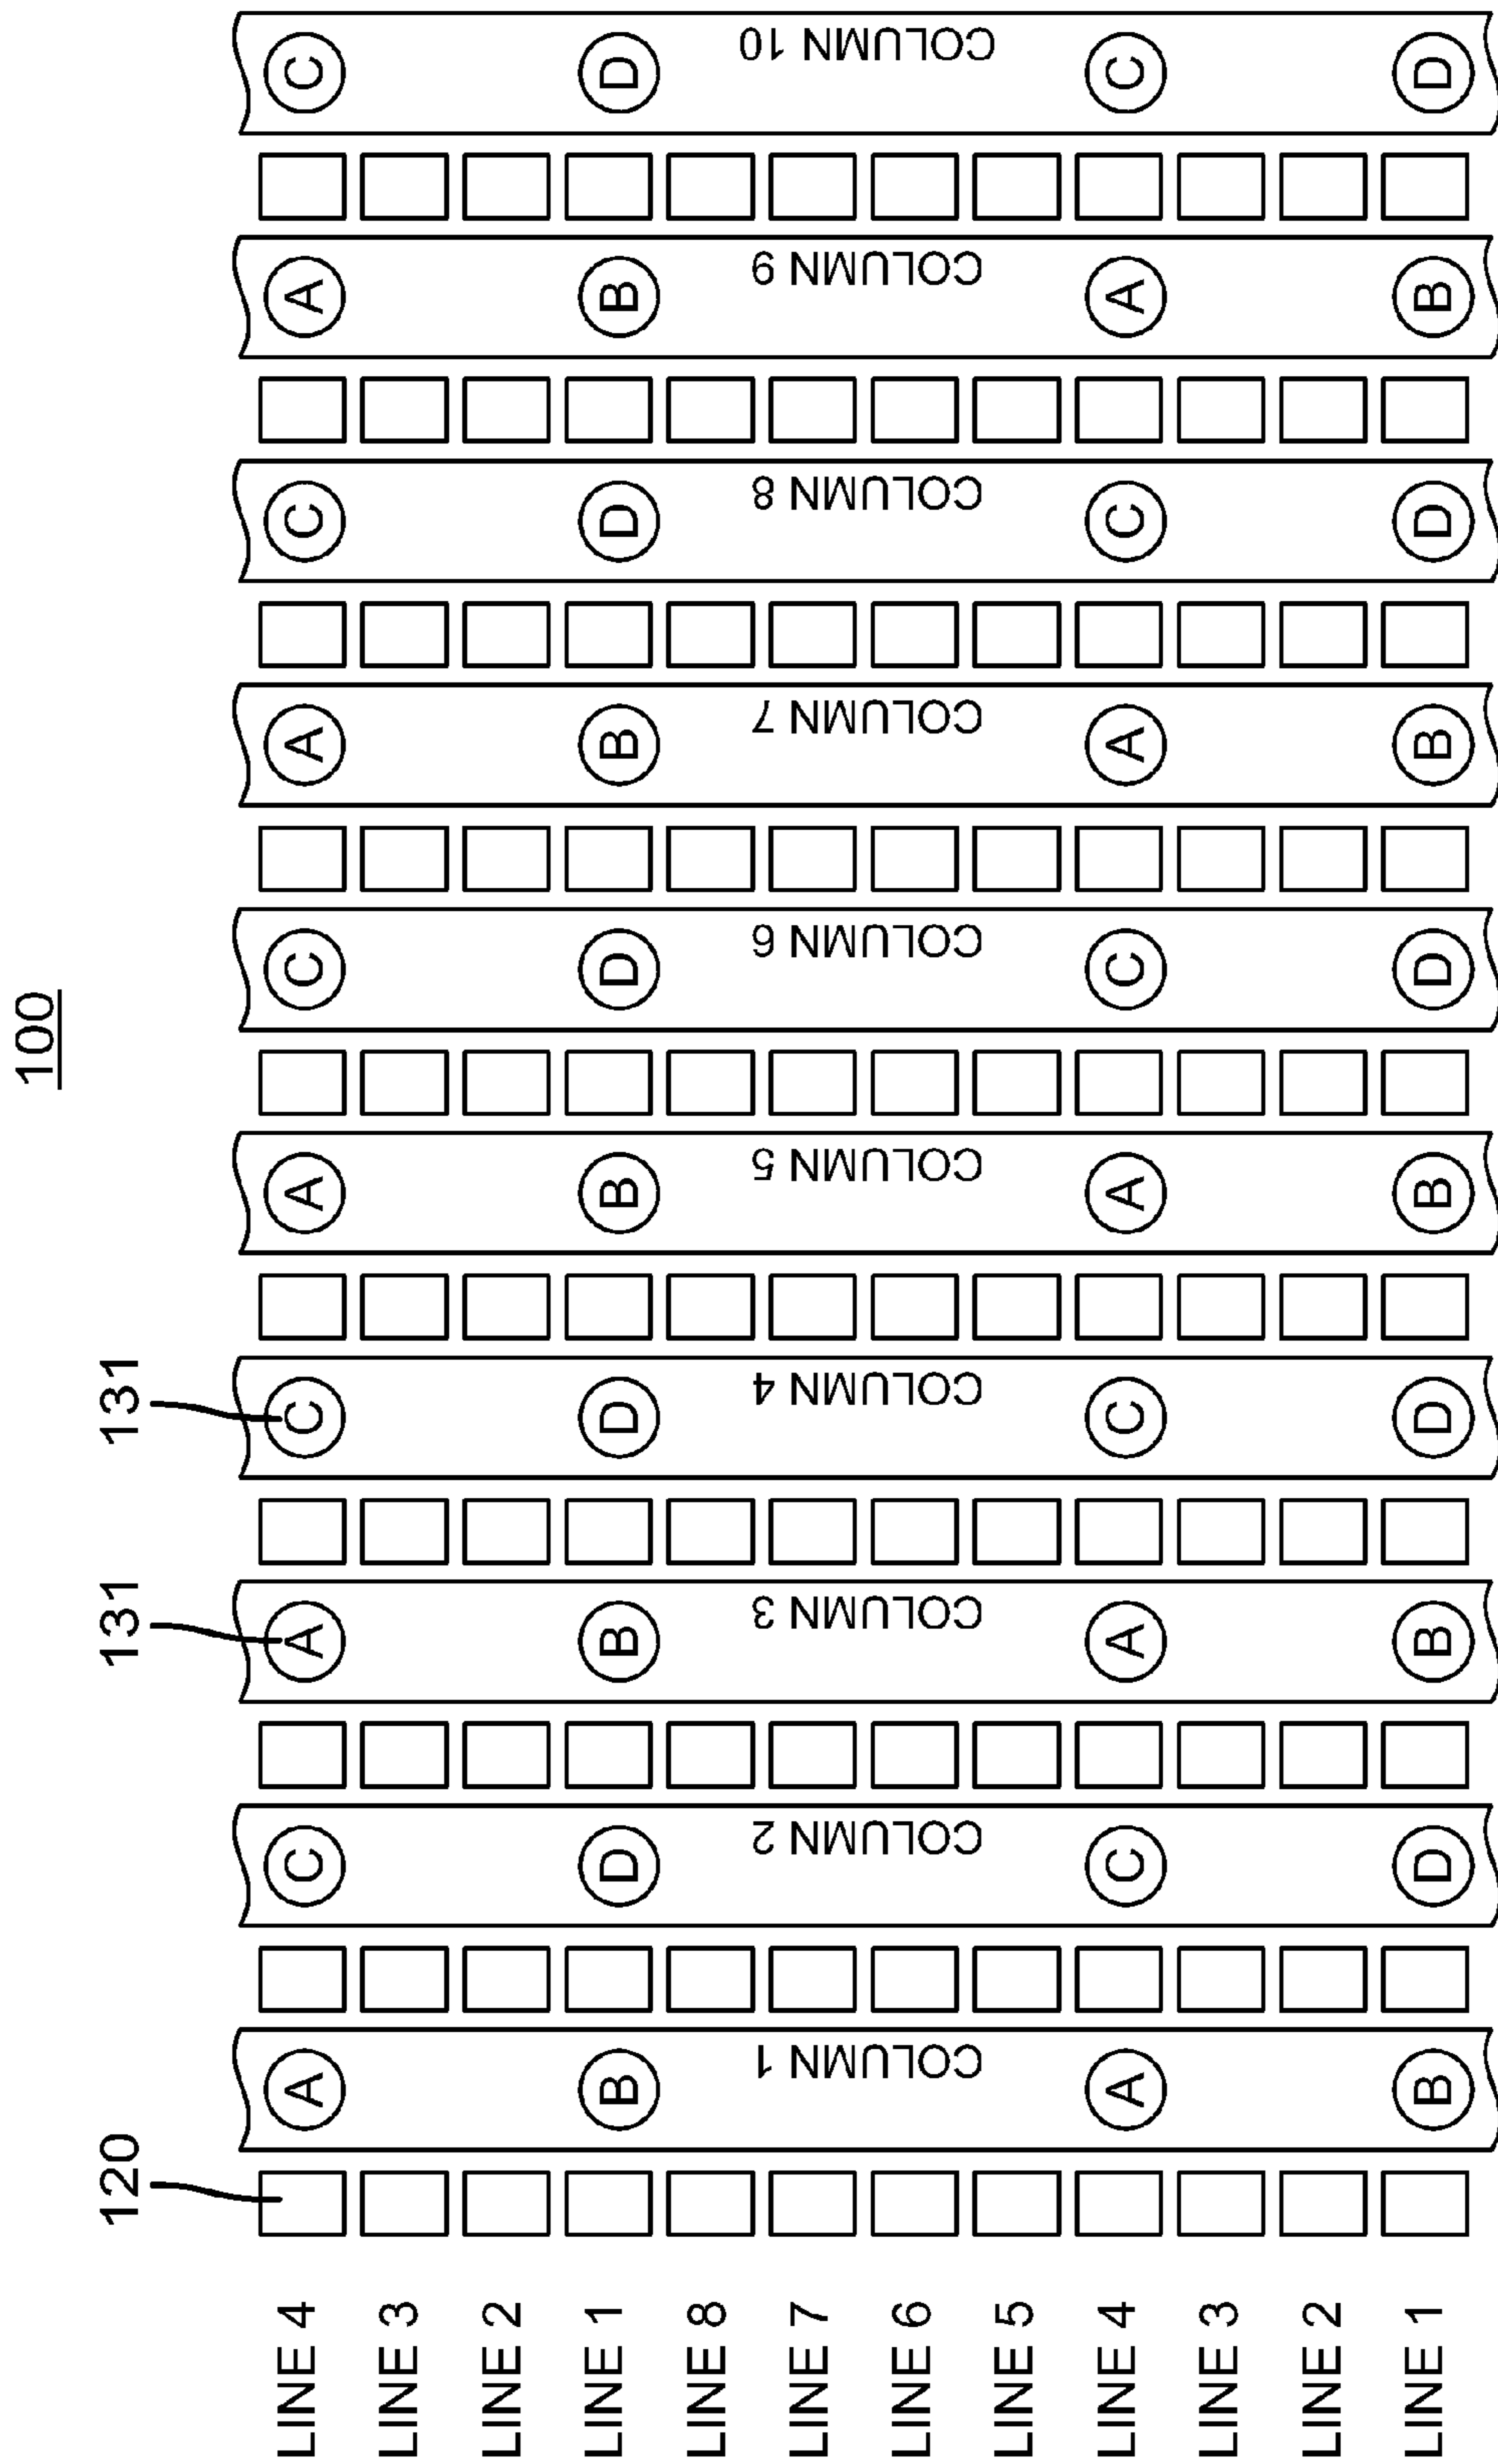 100
120
131
131
LINE 4 A C A C A C A C A C
LINE 3
LINE 2
LINE 1 B D B D B D B D B D
LINE 8
LINE 7
LINE 6
LINE 5
COLUMN 1
COLUMN 2
COLUMN 3
COLUMN 4
COLUMN 5
COLUMN 6
COLUMN 7
COLUMN 8
COLUMN 9
COLUMN 10
LINE 4 A C A C A C A C A C
LINE 3
LINE 2
LINE 1 B D B D B D B D B D